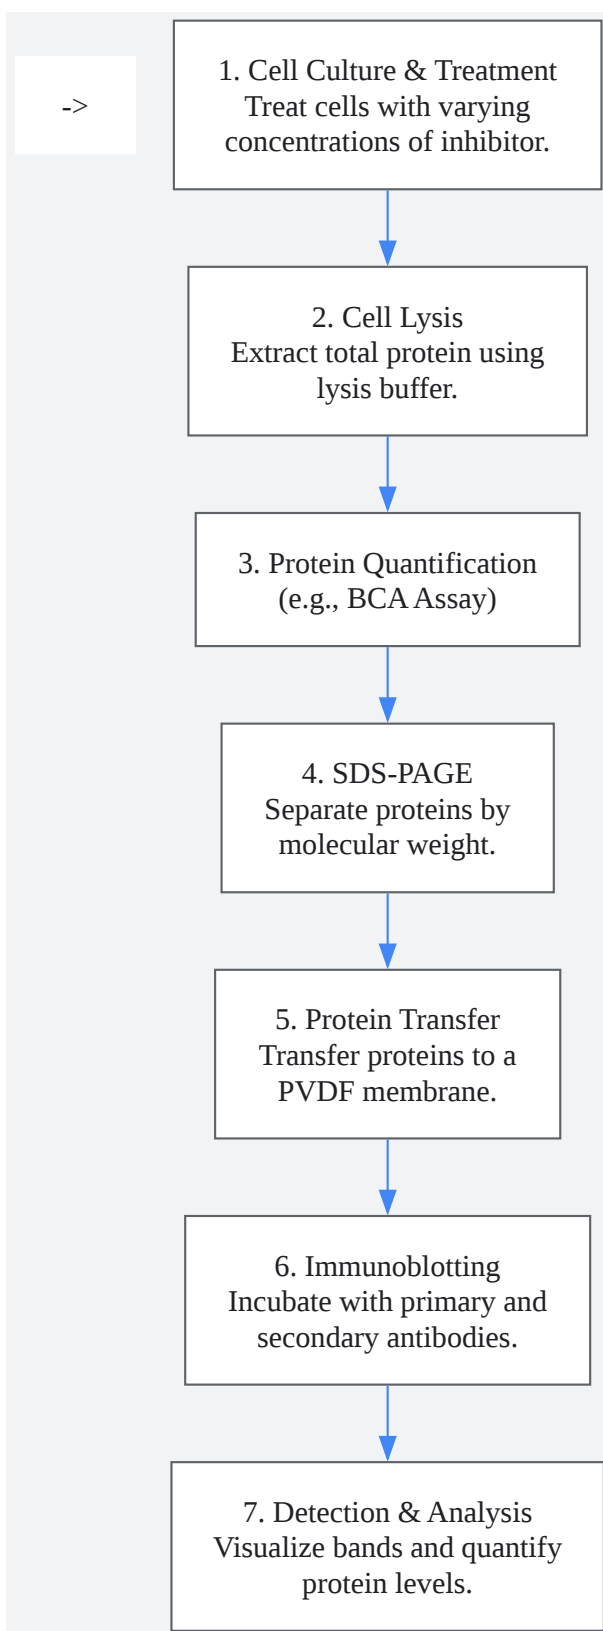 ->
1. Cell Culture & Treatment
Treat cells with varying
concentrations of inhibitor.
2. Cell Lysis
Extract total protein using
lysis buffer.
3. Protein Quantification
(e.g., BCA Assay)
4. SDS-PAGE
Separate proteins by
molecular weight.
5. Protein Transfer
Transfer proteins to a
PVDF membrane.
6. Immunoblotting
Incubate with primary and
secondary antibodies.
7. Detection & Analysis
Visualize bands and quantify
protein levels.